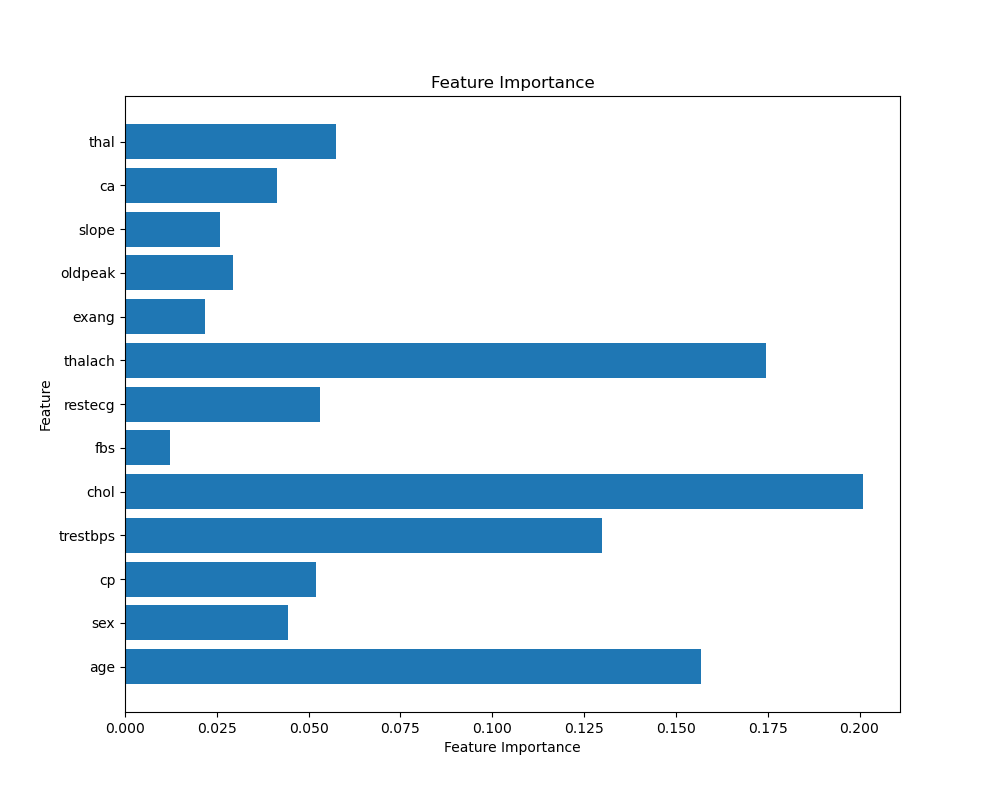 Feature Importance
thal
ca
slope
oldpeak
exang
thalach
restecg
fbs
chol
trestbps
cp
sex
age
Feature
0.000 0.025 0.050 0.075 0.100 0.125 0.150 0.175 0.200
Feature Importance